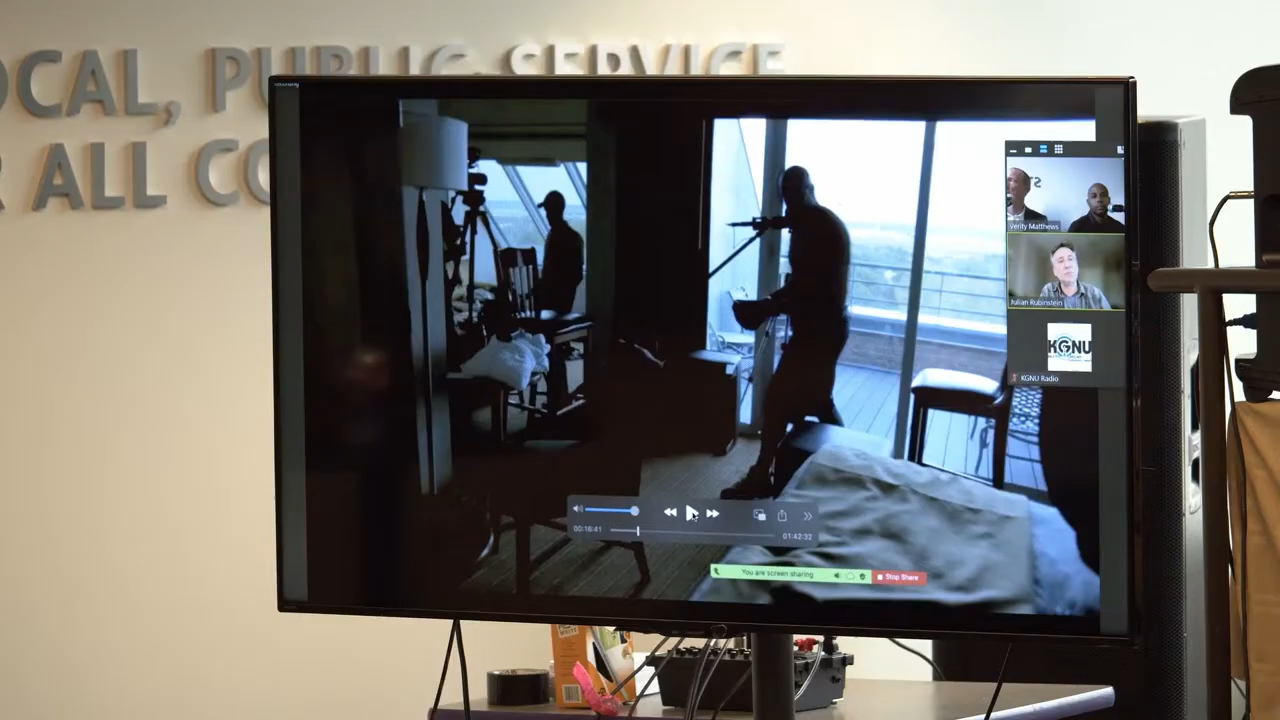 OCAL, PUBLIC SERVICE
R ALL CO
Verity Matthews
Julian Rubinstein
KGNU
KGNU Radio
00:16:41
01:42:32
You are screen sharing
Stop Share